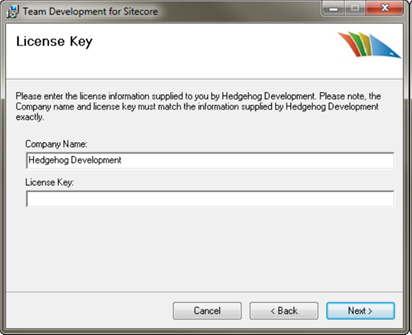 Team Development for Sitecore
License Key
Please enter the license information supplied to you by Hedgehog Development. Please note, the
Company name and license key must match the information supplied by Hedgehog Development
exactly.
Company Name:
Hedgehog Development
License Key:
Cancel
< Back
Next >